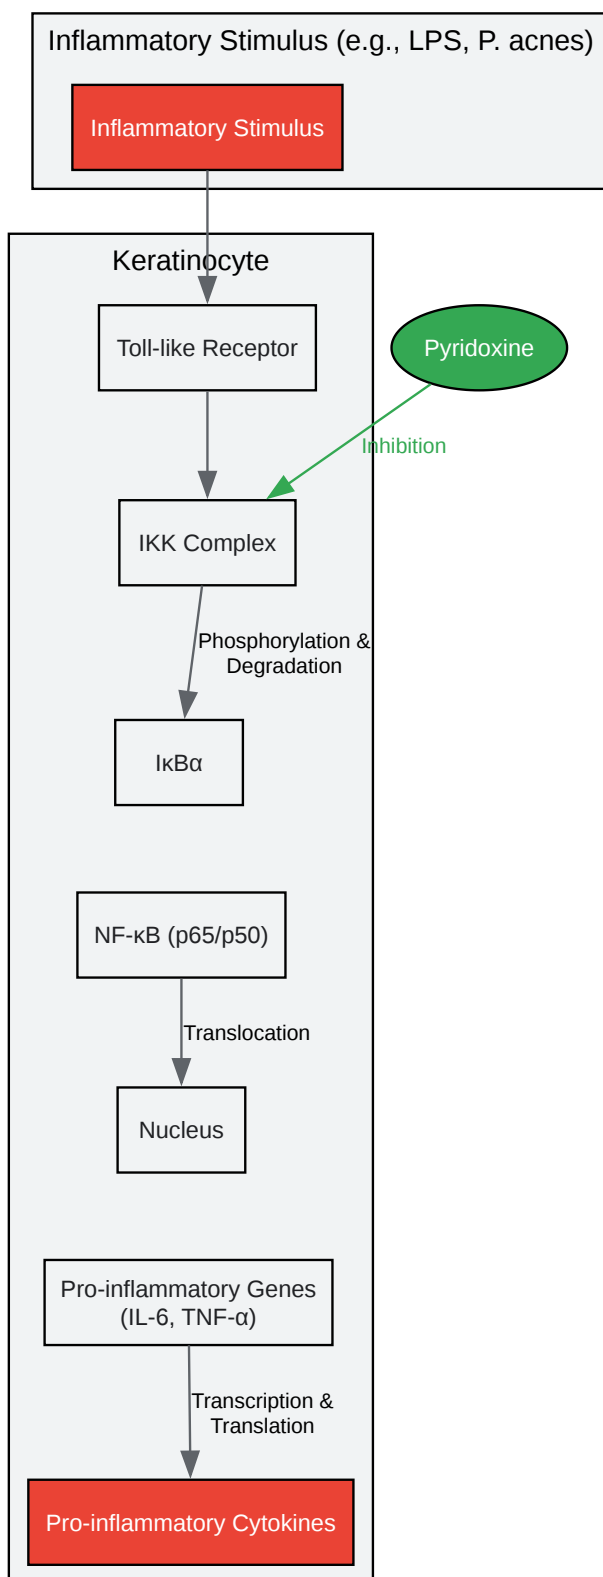 Inflammatory Stimulus (e.g., LPS, P. acnes)
Inflammatory Stimulus
Keratinocyte
Toll-like Receptor
Pyridoxine
Inhibition
IKK Complex
Phosphorylation &
Degradation
IκBα
NF-κB (p65/p50)
Translocation
Nucleus
Pro-inflammatory Genes
(IL-6, TNF-α)
Transcription &
Translation
Pro-inflammatory Cytokines